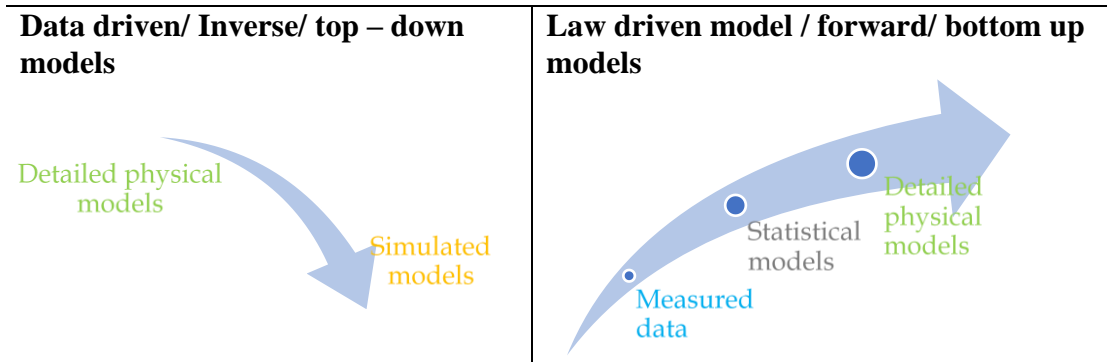 Data driven/ Inverse/ top – down
models
Detailed physical
models
Simulated
models
Law driven model / forward/ bottom up
models
Measured
data
Statistical
models
Detailed
physical
models